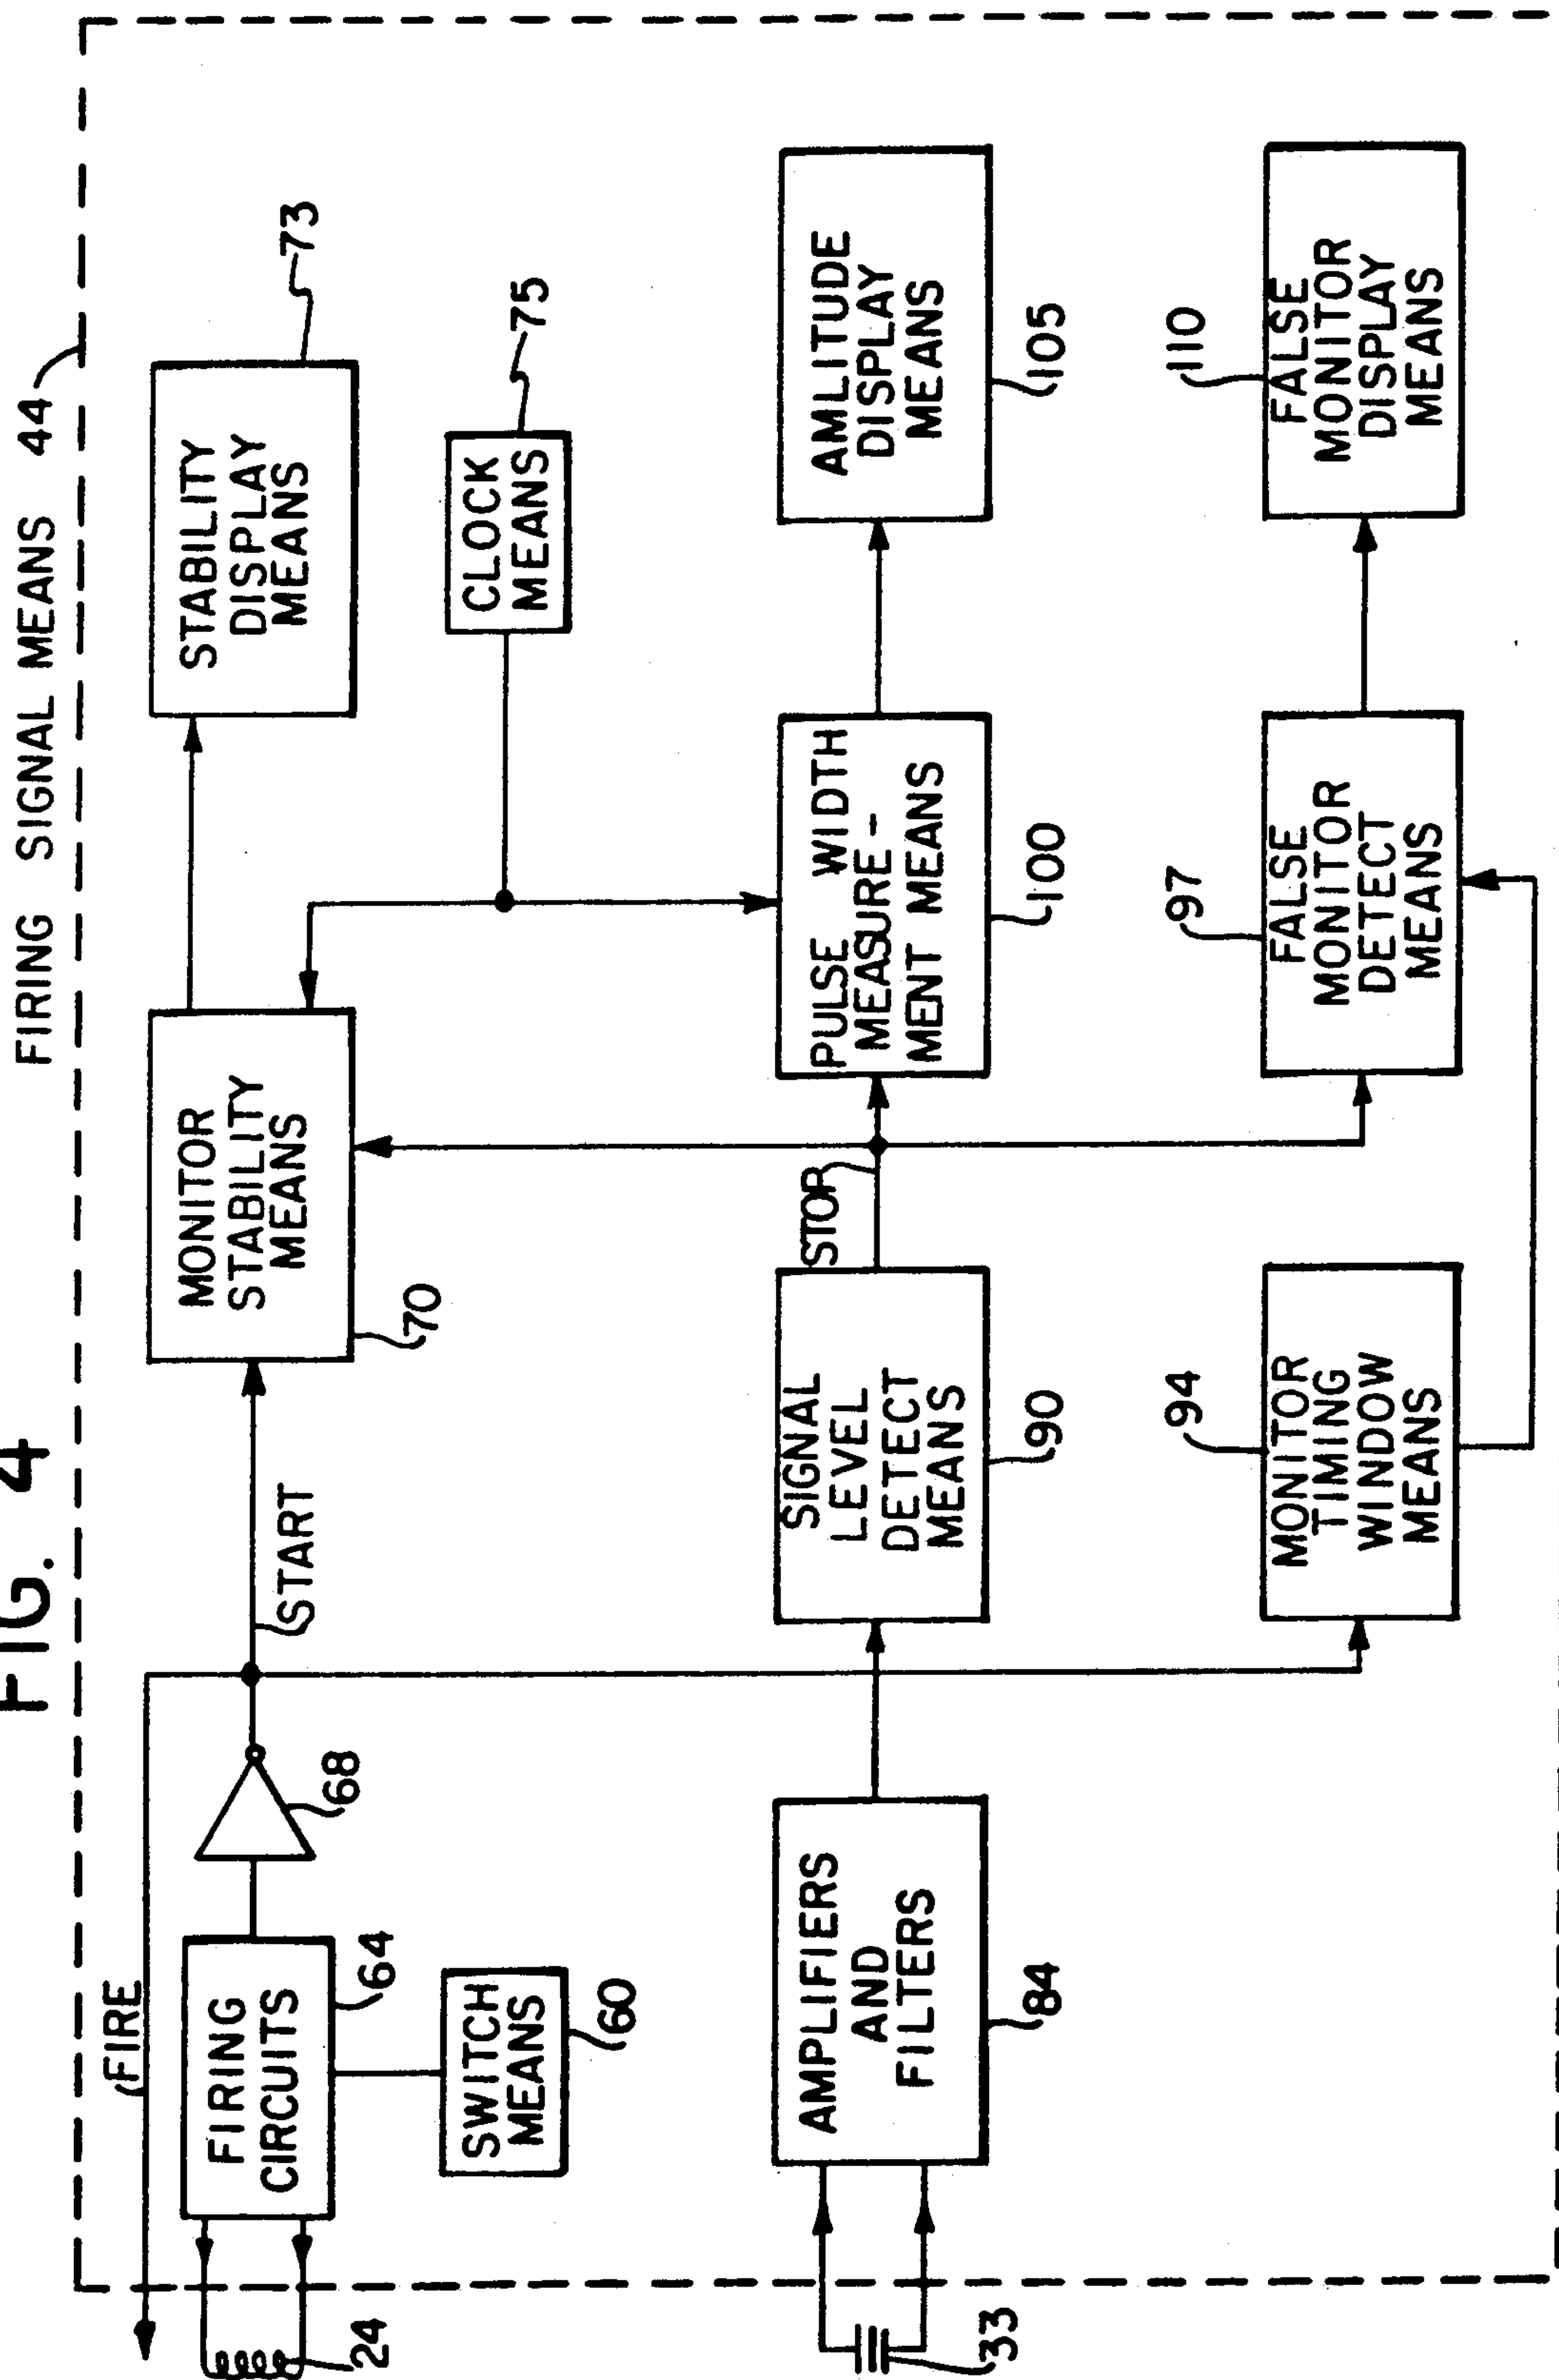 FIG. 4
FIRING SIGNAL MEANS 44
FIRE
FIRING
CIRCUITS
64
68
START
MONITOR
STABILITY
MEANS
70
STABILITY
DISPLAY
MEANS
73
24
SWITCH
MEANS
60
CLOCK
MEANS
75
33
AMPLIFIERS
AND
FILTERS
84
SIGNAL
LEVEL
DETECT
MEANS
90
STOP
PULSE WIDTH
MEASURE-
MENT MEANS
100
AMLITUDE
DISPLAY
MEANS
105
MONITOR
TIMING
WINDOW
MEANS
94
FALSE
MONITOR
DETECT
MEANS
97
FALSE
MONITOR
DISPLAY
MEANS
110